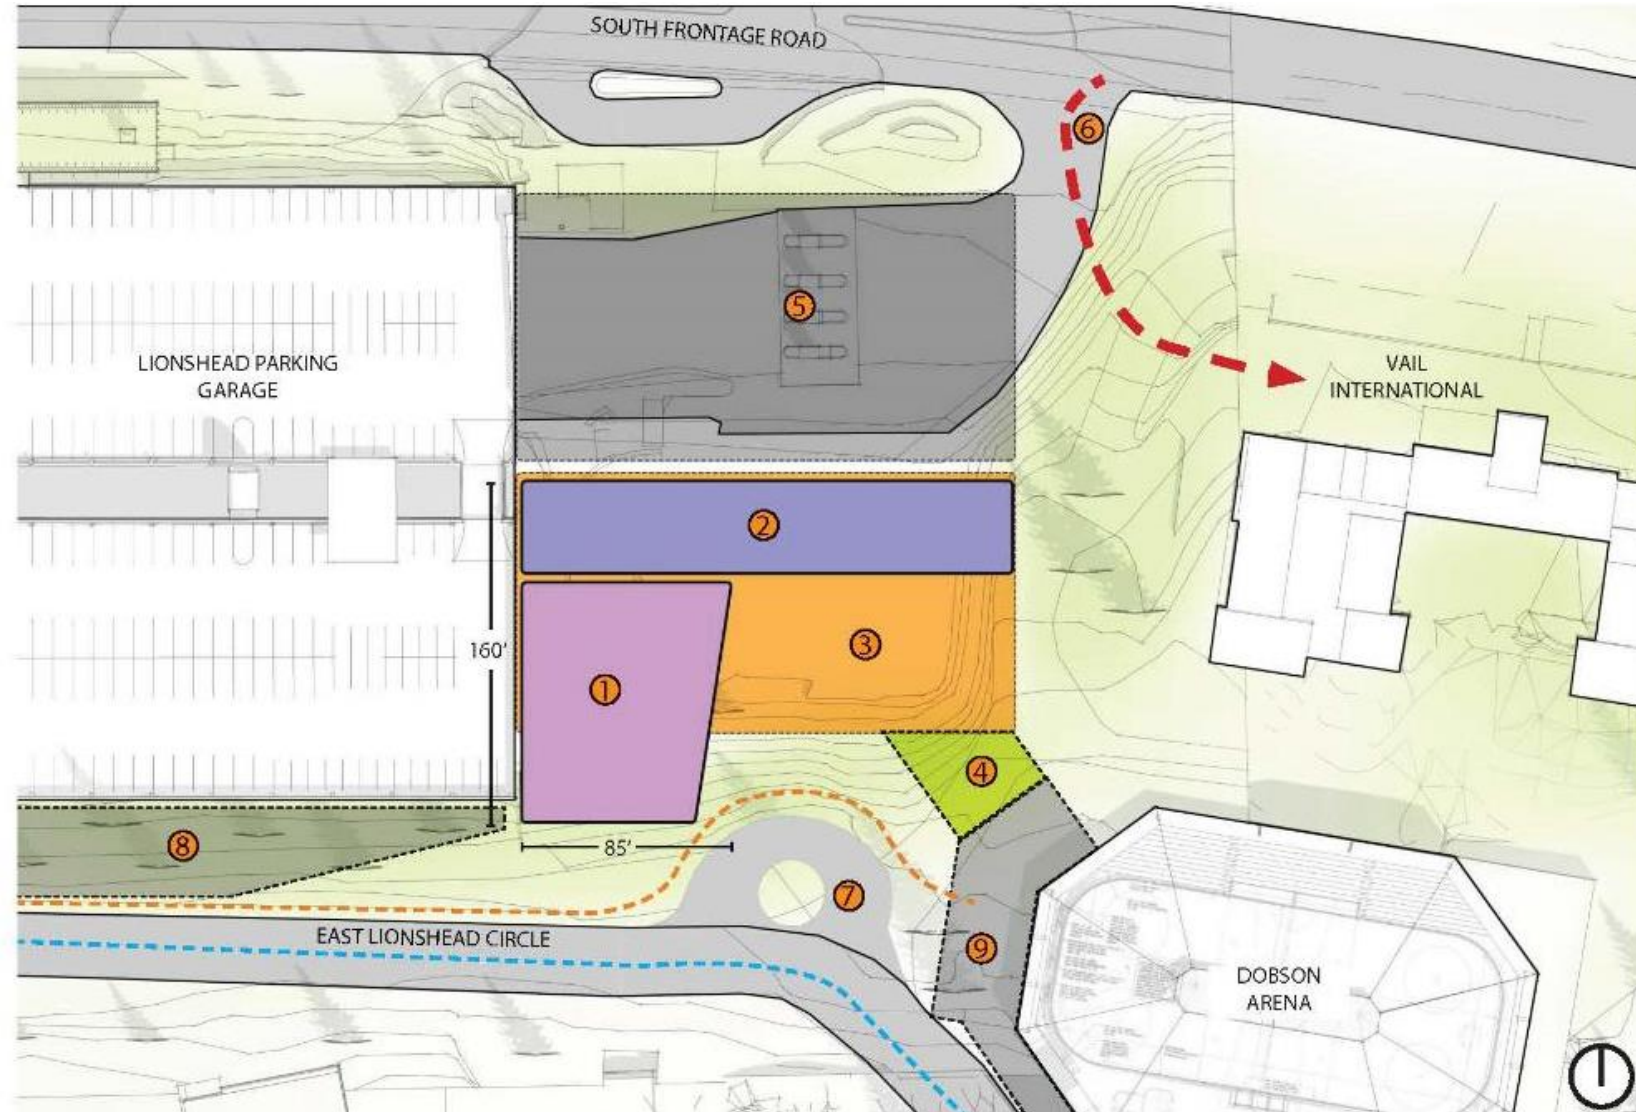 SOUTH FRONTAGE ROAD
6
5
LIONSHEAD PARKING
GARAGE
VAIL
INTERNATIONAL
2
160'
3
1
4
8
85'
7
EAST LIONSHEAD CIRCLE
9
DOBSON
ARENA